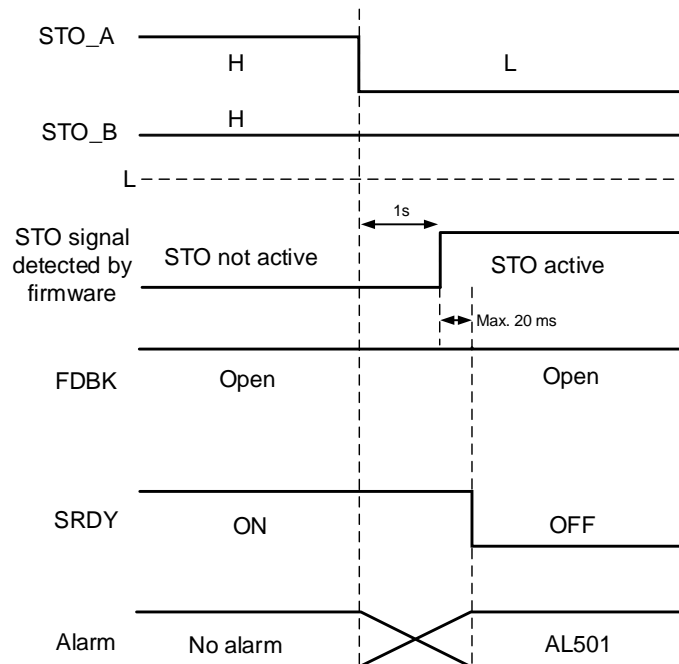 STO_A
H
L
STO_B
H
L
1s
STO signal
detected by
firmware
STO not active
STO active
Max. 20 ms
FDBK
Open
Open
SRDY
ON
OFF
Alarm
No alarm
AL501